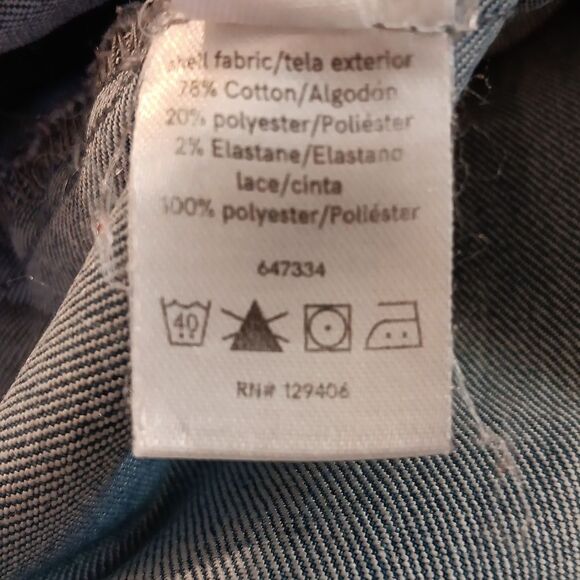 shell fabric/tela exterior
78% Cotton/Algodón
20% polyester/Poliéster
2% Elastane/Elastano
lace/cinta
100% polyester/Poliéster
647334
40
RN# 129406